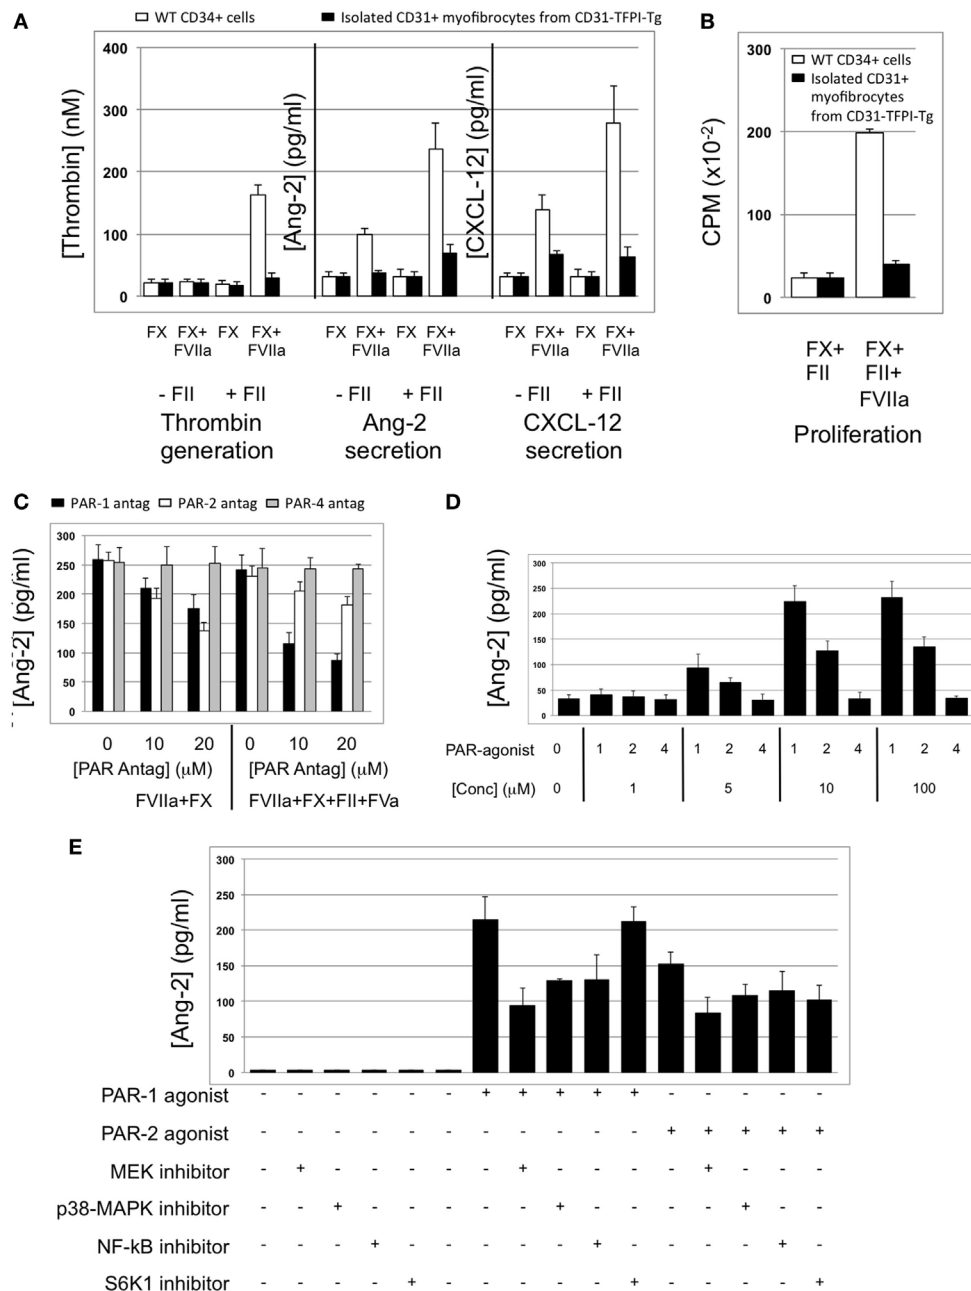 A
WT CD34+ cells
Isolated CD31+ myofibrocytes from CD31-TFPI-Tg
[Thrombin] (nM)
400
300
200
100
0
[Ang-2] (pg/ml)
[CXCL-12] (pg/ml)
FX FX+ FX FX+ FX FX+ FX FX+ FX FX+ FX FX+
FVIIa FVIIa FVIIa FVIIa FVIIa FVIIa
- FII + FII - FII + FII - FII + FII
Thrombin generation
Ang-2 secretion
CXCL-12 secretion
B
WT CD34+ cells
Isolated CD31+
myofibrocytes
from CD31-TFPI-Tg
CPM (x10-2)
300
200
100
0
FX+ FX+
FII FII+
FVIIa
Proliferation
C
PAR-1 antag PAR-2 antag PAR-4 antag
[Ang-2] (pg/ml)
300
250
200
150
100
50
0
0 10 20 0 10 20
[PAR Antag] (μM) [PAR Antag] (μM)
FVIIa+FX FVIIa+FX+FII+FVa
D
[Ang-2] (pg/ml)
300
250
200
150
100
50
0
PAR-agonist 0 1 2 4 1 2 4 1 2 4 1 2 4
[Conc] (μM) 0 1 5 10 100
E
[Ang-2] (pg/ml)
300
250
200
150
100
50
0
PAR-1 agonist - - - - - - + + + + + - - - - -
PAR-2 agonist - - - - - - - - - - - + + + + +
MEK inhibitor - + - - - - - + - - - - + - - -
p38-MAPK inhibitor - - + - - - - - + - - - - + - -
NF-kB inhibitor - - - + - - - - - + - - - - + -
S6K1 inhibitor - - - - + - - - - - + - - - - +